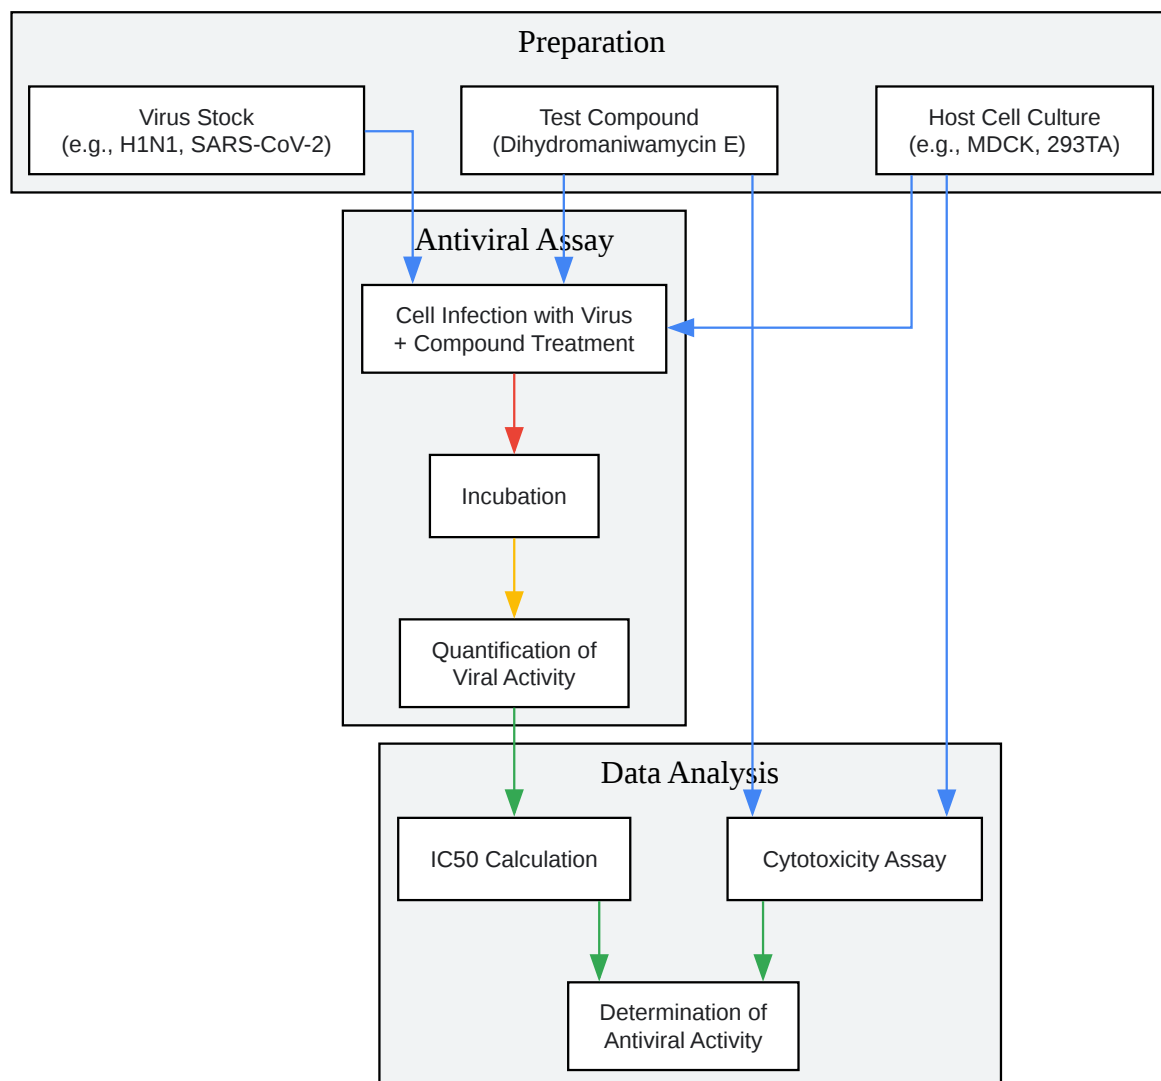 Preparation
Virus Stock
(e.g., H1N1, SARS-CoV-2)
Test Compound
(Dihydromaniwamycin E)
Host Cell Culture
(e.g., MDCK, 293TA)
Antiviral Assay
Cell Infection with Virus
+ Compound Treatment
Incubation
Quantification of
Viral Activity
Data Analysis
IC50 Calculation
Cytotoxicity Assay
Determination of
Antiviral Activity